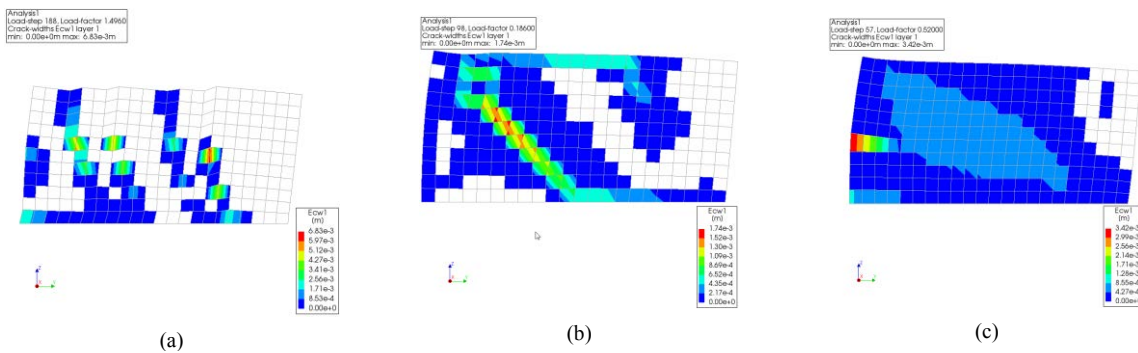 Analysis1
Load-step 188, Load-factor 1.4960
Crack-widths Ecw1 layer 1
min: 0.00e+0m max: 6.83e-3m
Ecw1
(m)
6.83e-3
5.97e-3
5.12e-3
4.27e-3
3.41e-3
2.56e-3
1.71e-3
8.53e-4
0.00e+0
(a)
Analysis1
Load-step 98, Load-factor 0.18600
Crack-widths Ecw1 layer 1
min: 0.00e+0m max: 1.74e-3m
Ecw1
(m)
1.74e-3
1.52e-3
1.30e-3
1.09e-3
8.69e-4
6.52e-4
4.35e-4
2.17e-4
0.00e+0
(b)
Analysis1
Load-step 57, Load-factor 0.52000
Crack-widths Ecw1 layer 1
min: 0.00e+0m max: 3.42e-3m
Ecw1
(m)
3.42e-3
2.99e-3
2.56e-3
2.14e-3
1.71e-3
1.28e-3
8.55e-4
4.27e-4
0.00e+0
(c)